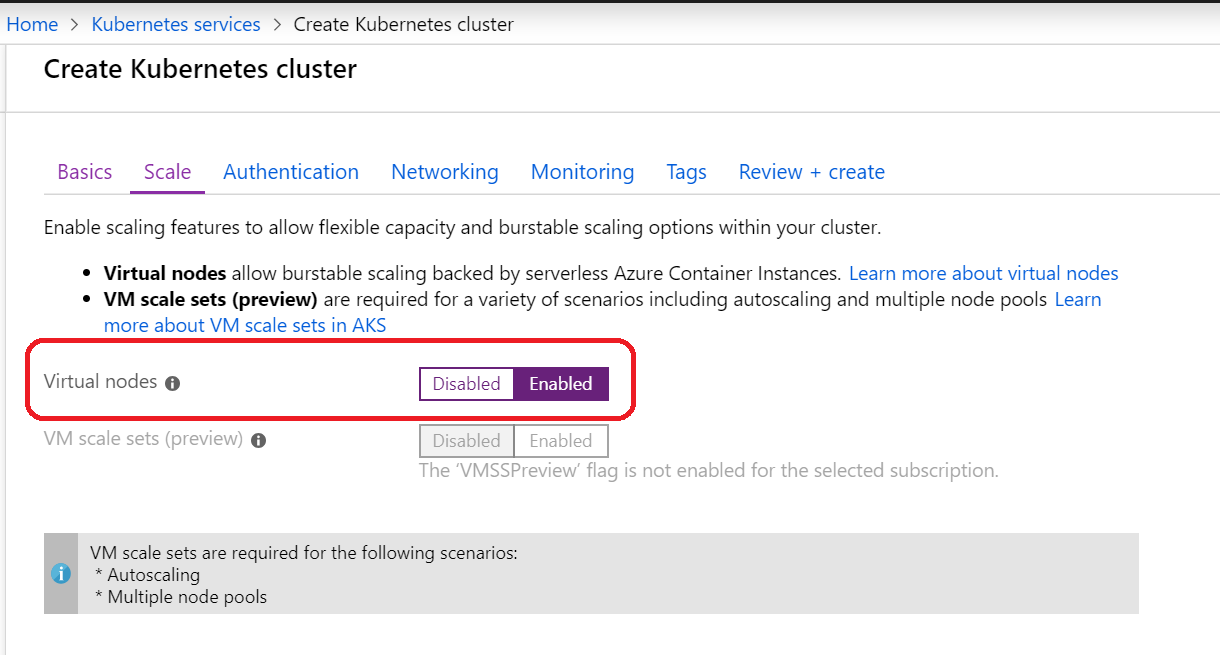 Home > Kubernetes services > Create Kubernetes cluster
Create Kubernetes cluster
Basics Scale Authentication Networking Monitoring Tags Review + create
Enable scaling features to allow flexible capacity and burstable scaling options within your cluster.
• Virtual nodes allow burstable scaling backed by serverless Azure Container Instances. Learn more about virtual nodes
• VM scale sets (preview) are required for a variety of scenarios including autoscaling and multiple node pools Learn
more about VM scale sets in AKS
Virtual nodes Disabled Enabled
VM scale sets (preview) Disabled Enabled
The ‘VMSSPreview’ flag is not enabled for the selected subscription.
VM scale sets are required for the following scenarios:
* Autoscaling
* Multiple node pools